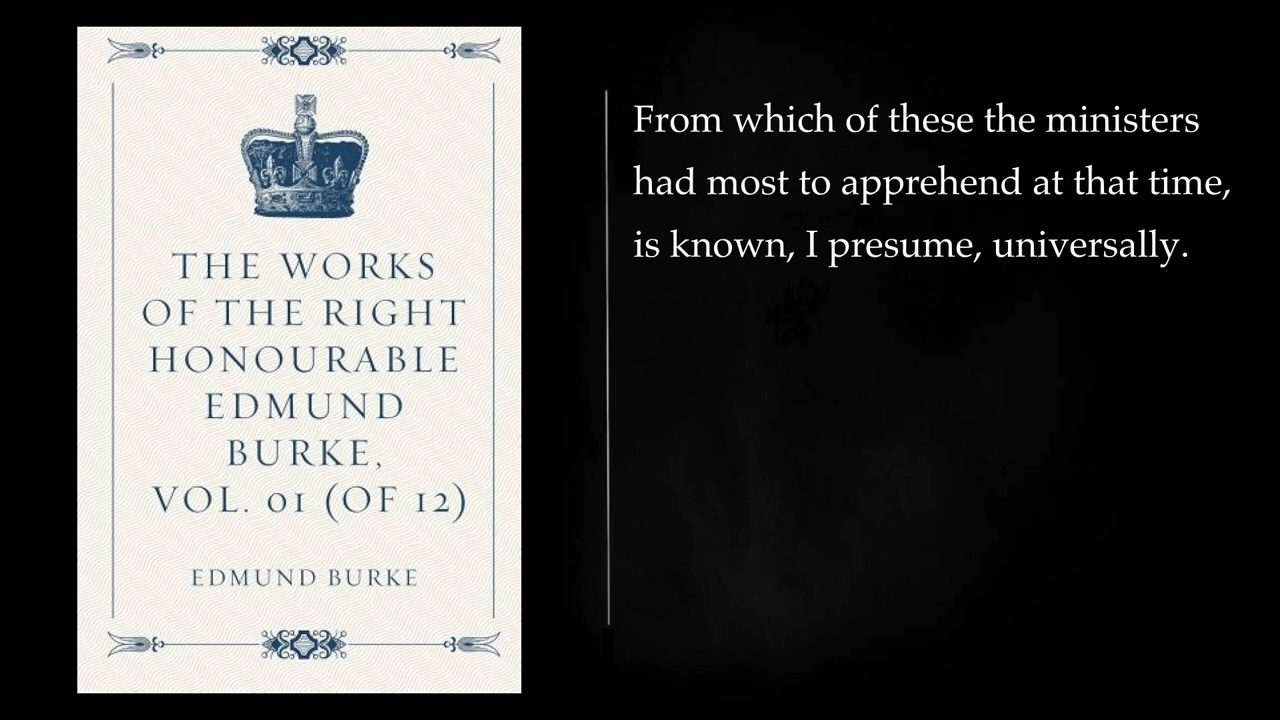 THE WORKS
OF THE RIGHT
HONOURABLE
EDMUND
BURKE,
VOL. 01 (OF 12)
EDMUND BURKE
From which of these the ministers
had most to apprehend at that time,
is known, I presume, universally.